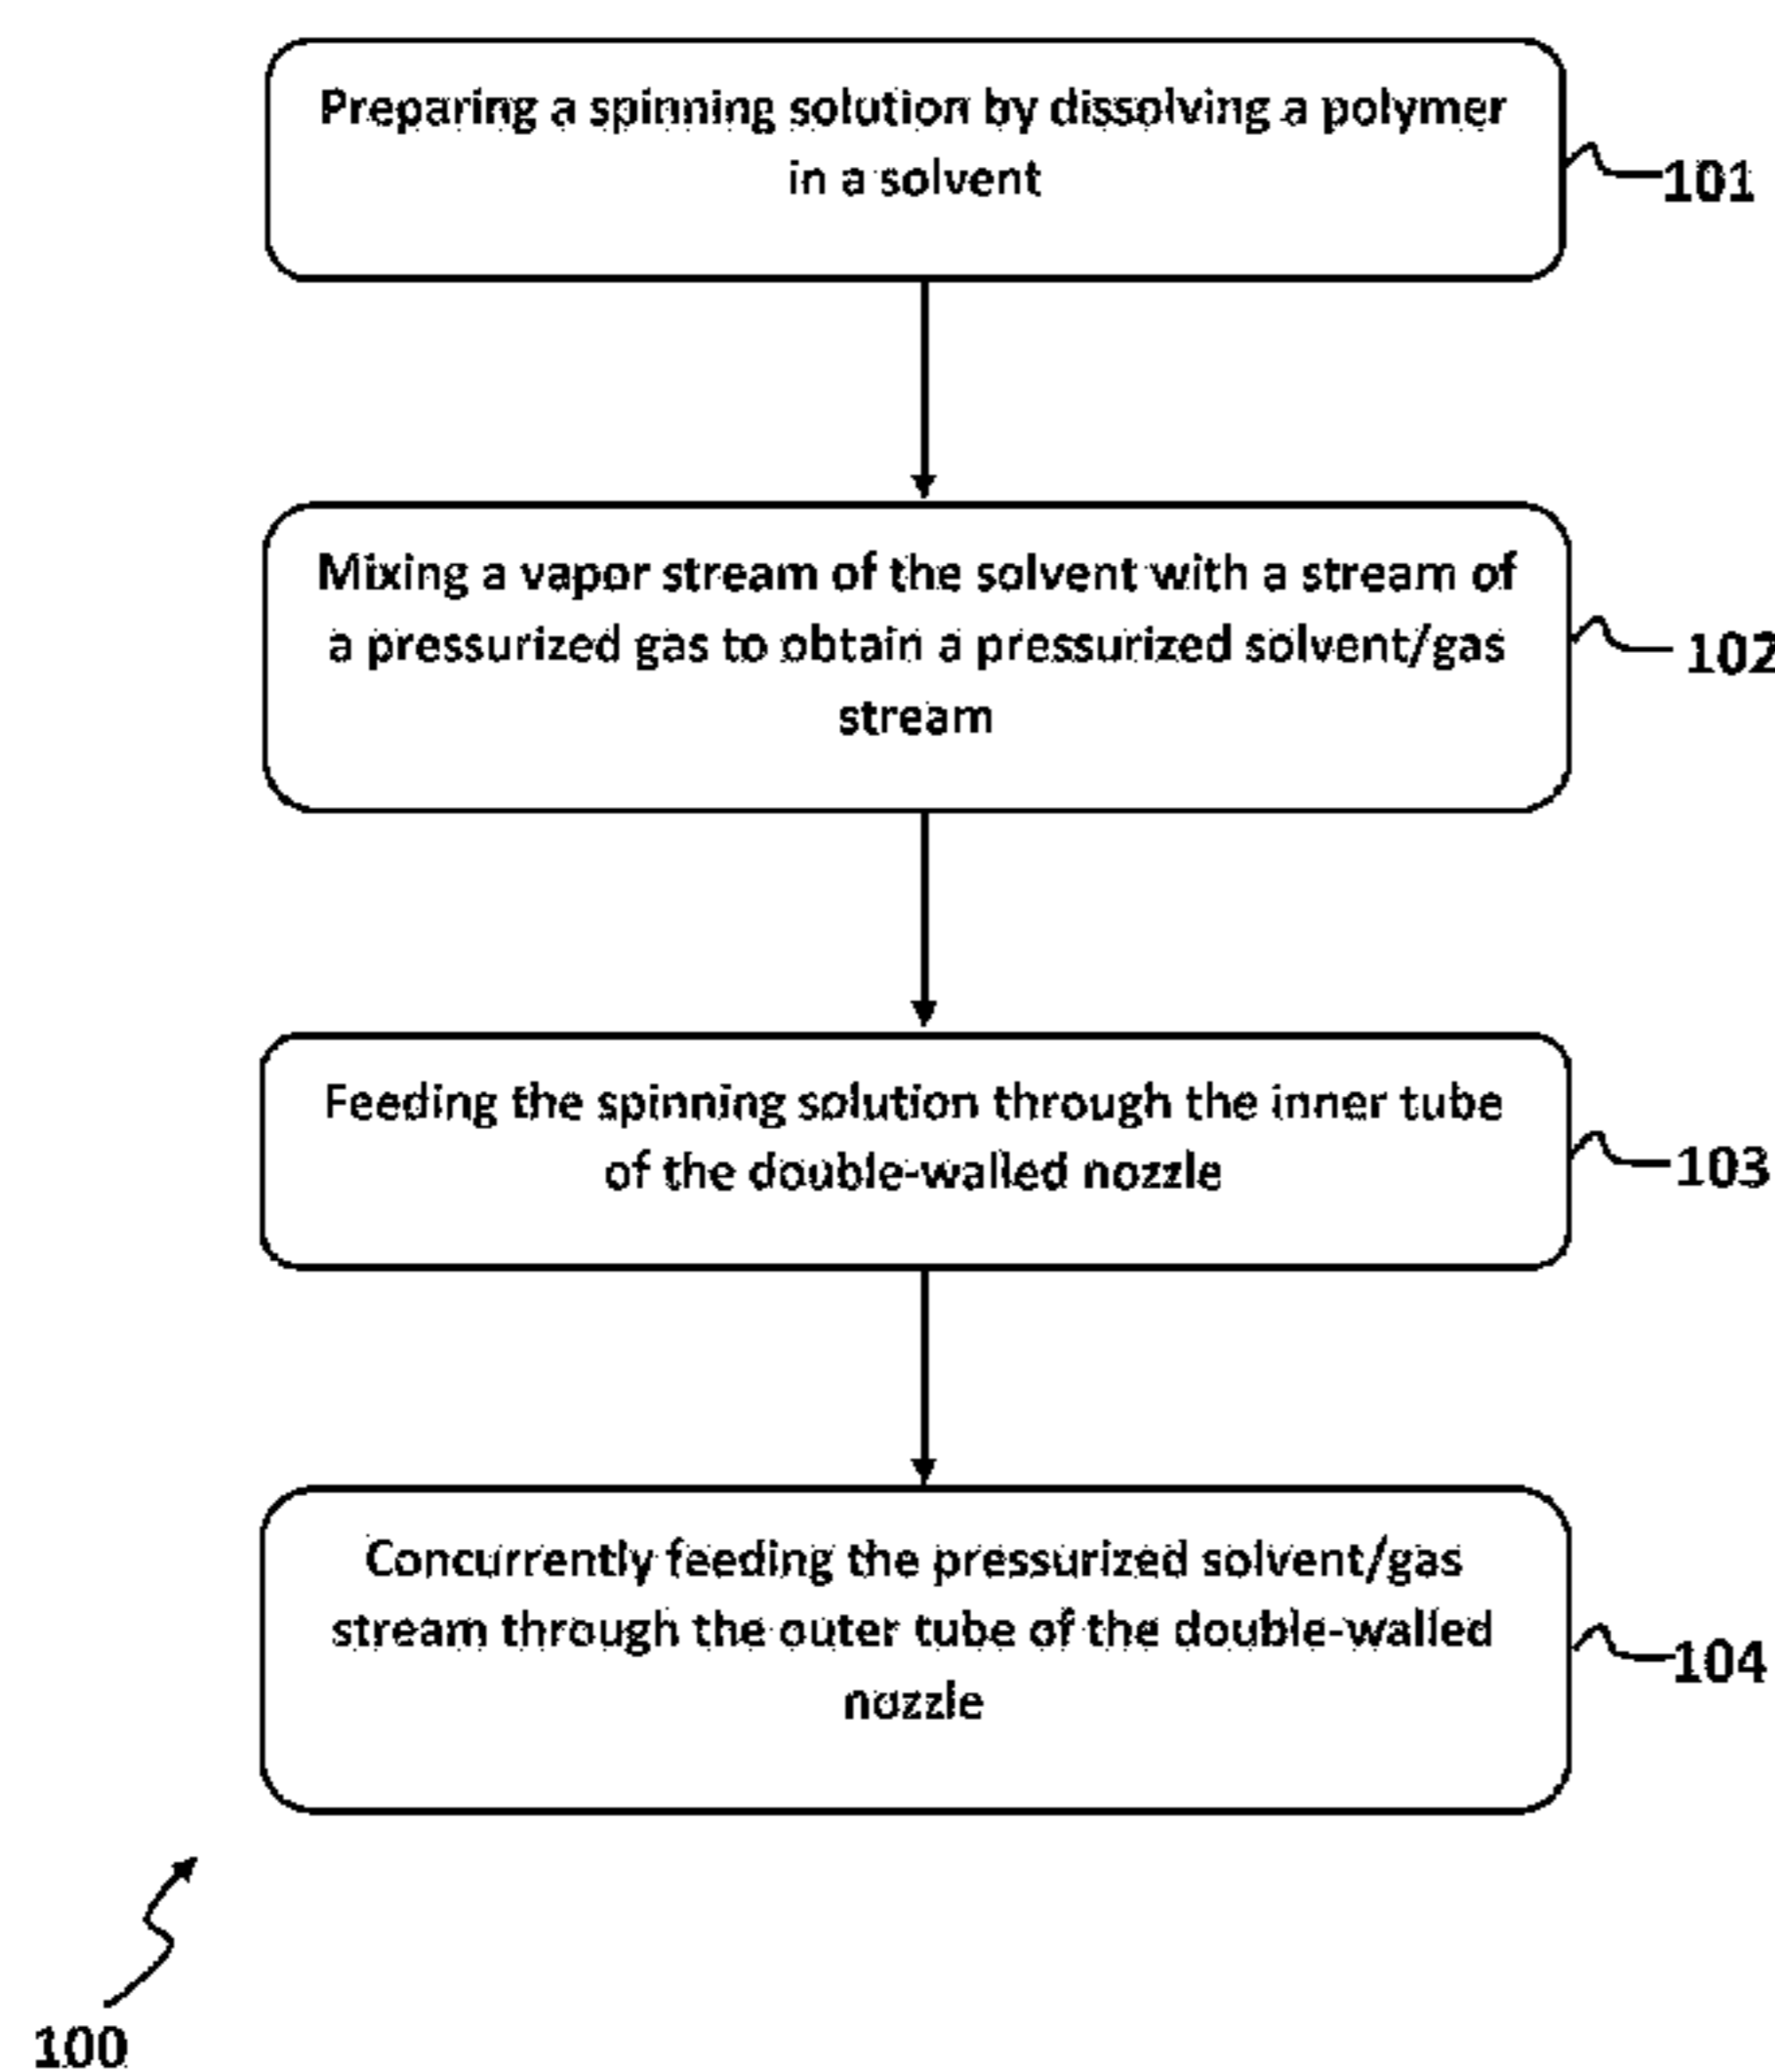 Preparing a spinning solution by dissolving a polymer
in a solvent
101
Mixing a vapor stream of the solvent with a stream of
a pressurized gas to obtain a pressurized solvent/gas
stream
102
Feeding the spinning solution through the inner tube
of the double-walled nozzle
103
Concurrently feeding the pressurized solvent/gas
stream through the outer tube of the double-walled
nozzle
104
100